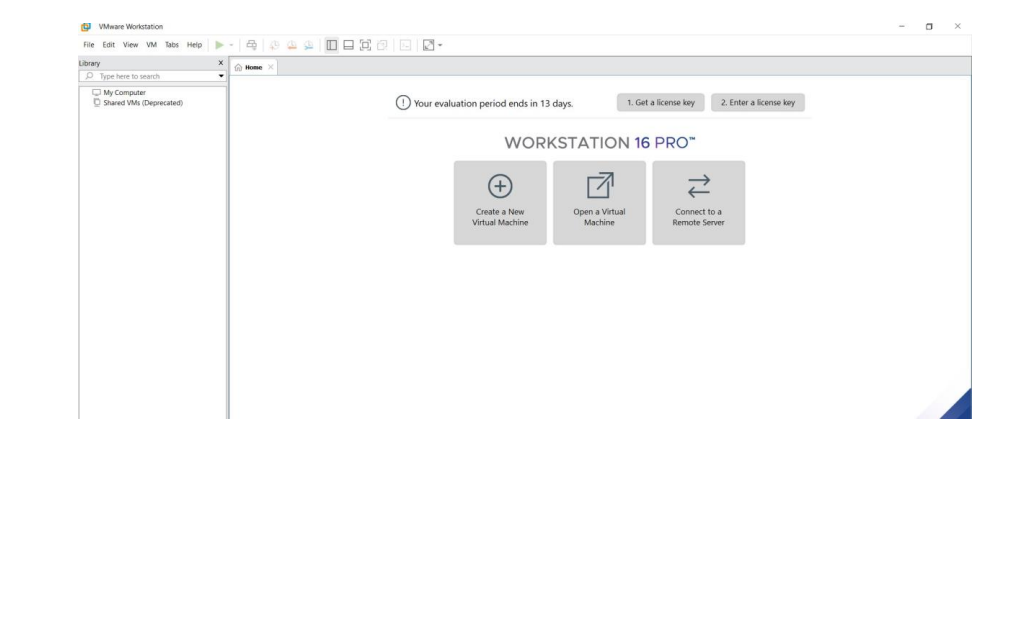 VMware Workstation
File Edit View VM Tabs Help
Library
Type here to search
My Computer
Shared VMs (Deprecated)
Home
Your evaluation period ends in 13 days.
1. Get a license key
2. Enter a license key
WORKSTATION 16 PRO™
Create a New
Virtual Machine
Open a Virtual
Machine
Connect to a
Remote Server